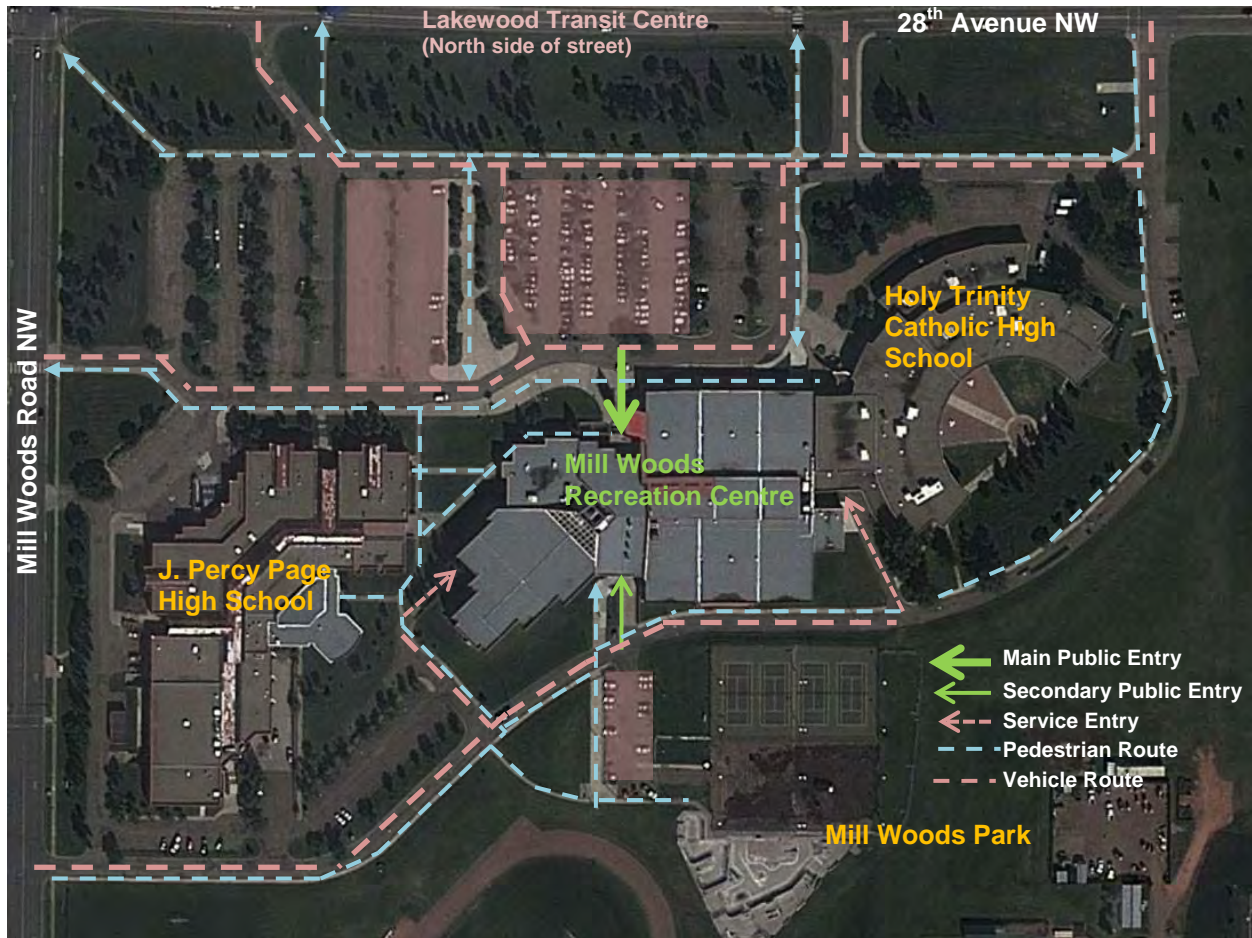 Lakewood Transit Centre
(North side of street)
28th Avenue NW
Mill Woods Road NW
Holy Trinity
Catholic High
School
Mill Woods
Recreation Centre
J. Percy Page
High School
Main Public Entry
Secondary Public Entry
Service Entry
Pedestrian Route
Vehicle Route
Mill Woods Park